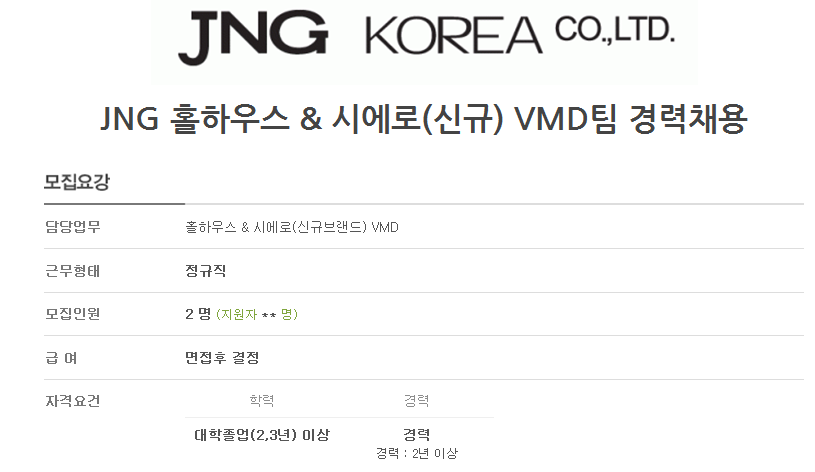 JNG KOREA CO.,LTD.
JNG 홀하우스 & 시에로(신규) VMD팀 경력채용
모집요강
담당업무 홀하우스 & 시에로(신규브랜드) VMD
근무형태 정규직
모집인원 2 명 (지원자 ** 명)
급 여 면접후 결정
자격요건 학력 경력
대학졸업(2,3년) 이상 경력
경력 : 2년 이상